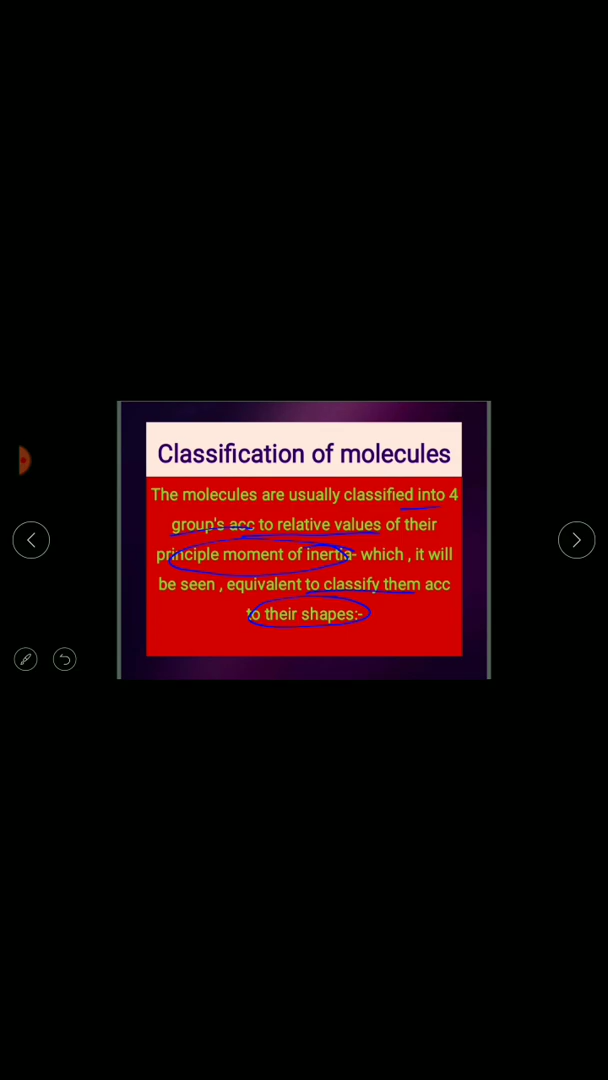 Classification of molecules
The molecules are usually classified into 4
group's acc to relative values of their
principle moment of inertia- which , it will
be seen , equivalent to classify them acc
to their shapes:-